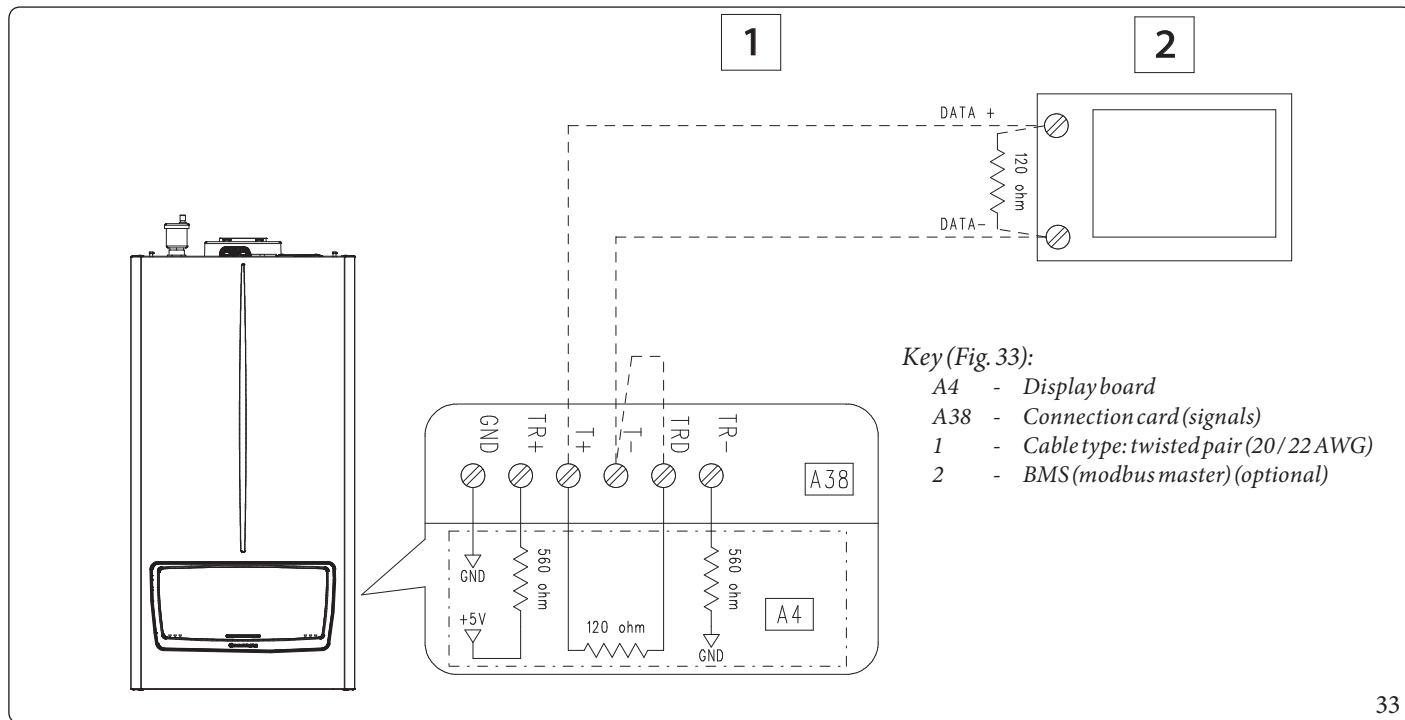 1
2
DATA +
120 ohm
DATA-
Key (Fig. 33):
A4 - Display board
A38 - Connection card (signals)
1 - Cable type: twisted pair (20 / 22 AWG)
2 - BMS (modbus master) (optional)
GND TR+ T+ T- TRD TR-
A38
GND
560 ohm
+5V
120 ohm
560 ohm
GND
A4
33